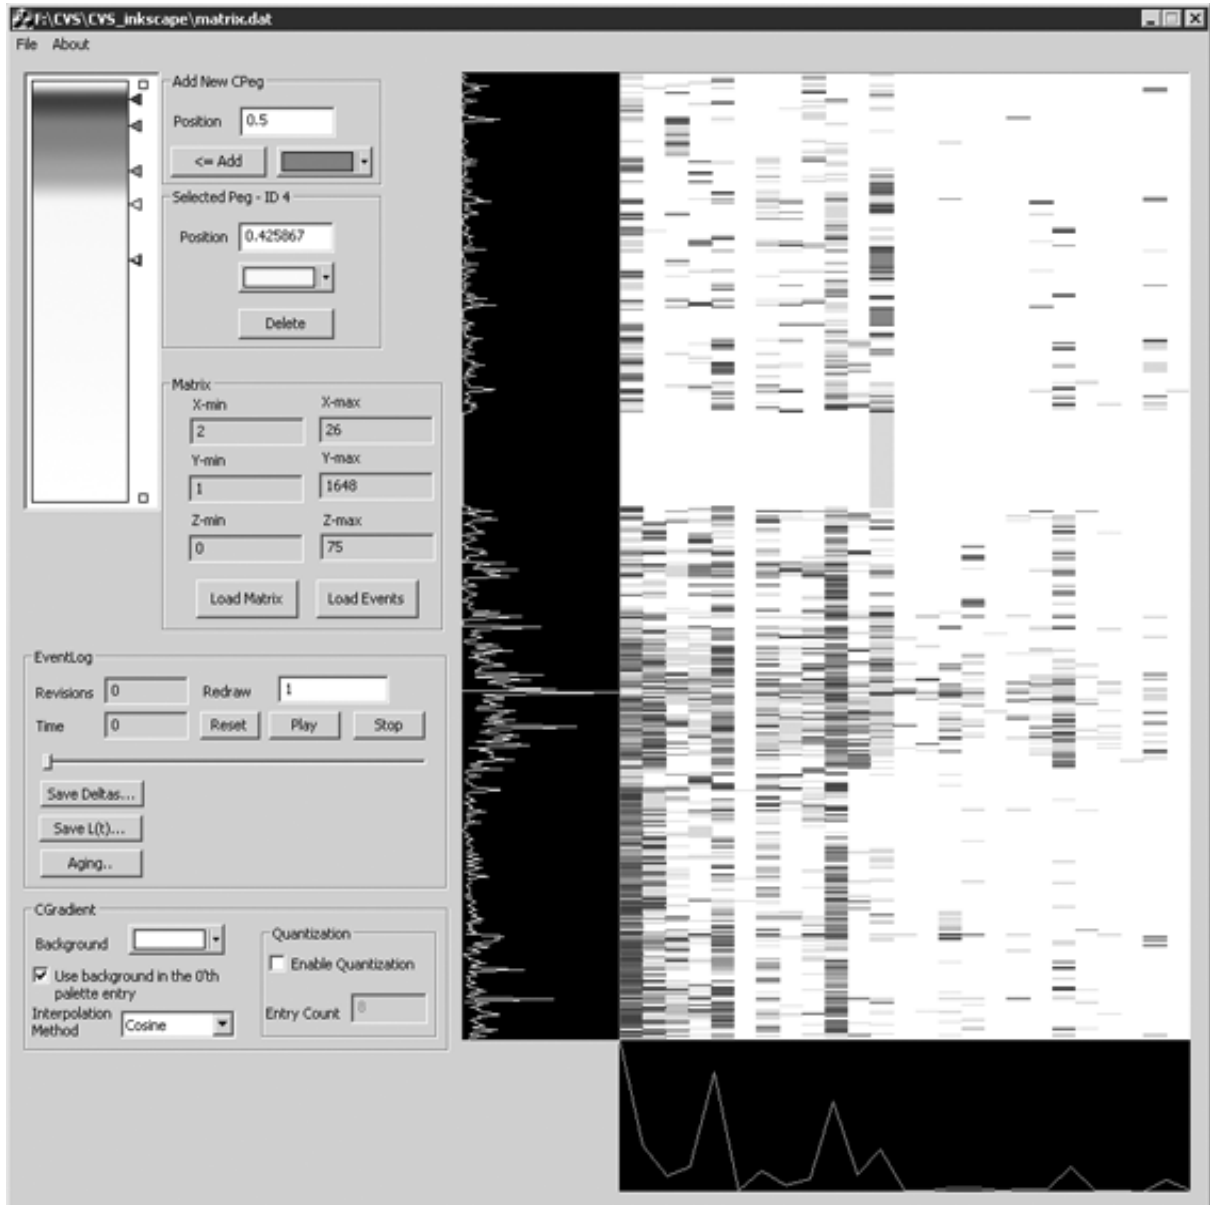 F:\CVS\CVS_inkscape\matrix.dat
File About
Add New CPeg
Position 0.5
<= Add
Selected Peg - ID 4
Position 0.425867
Delete
Matrix
X-min X-max
2 26
Y-min Y-max
1 1648
Z-min Z-max
0 75
Load Matrix Load Events
EventLog
Revisions 0 Redraw 1
Time 0 Reset Play Stop
Save Deltas...
Save L(t)...
Aging..
CGradient
Background
Use background in the 0'th
palette entry
Interpolation
Method Cosine
Quantization
Enable Quantization
Entry Count 8